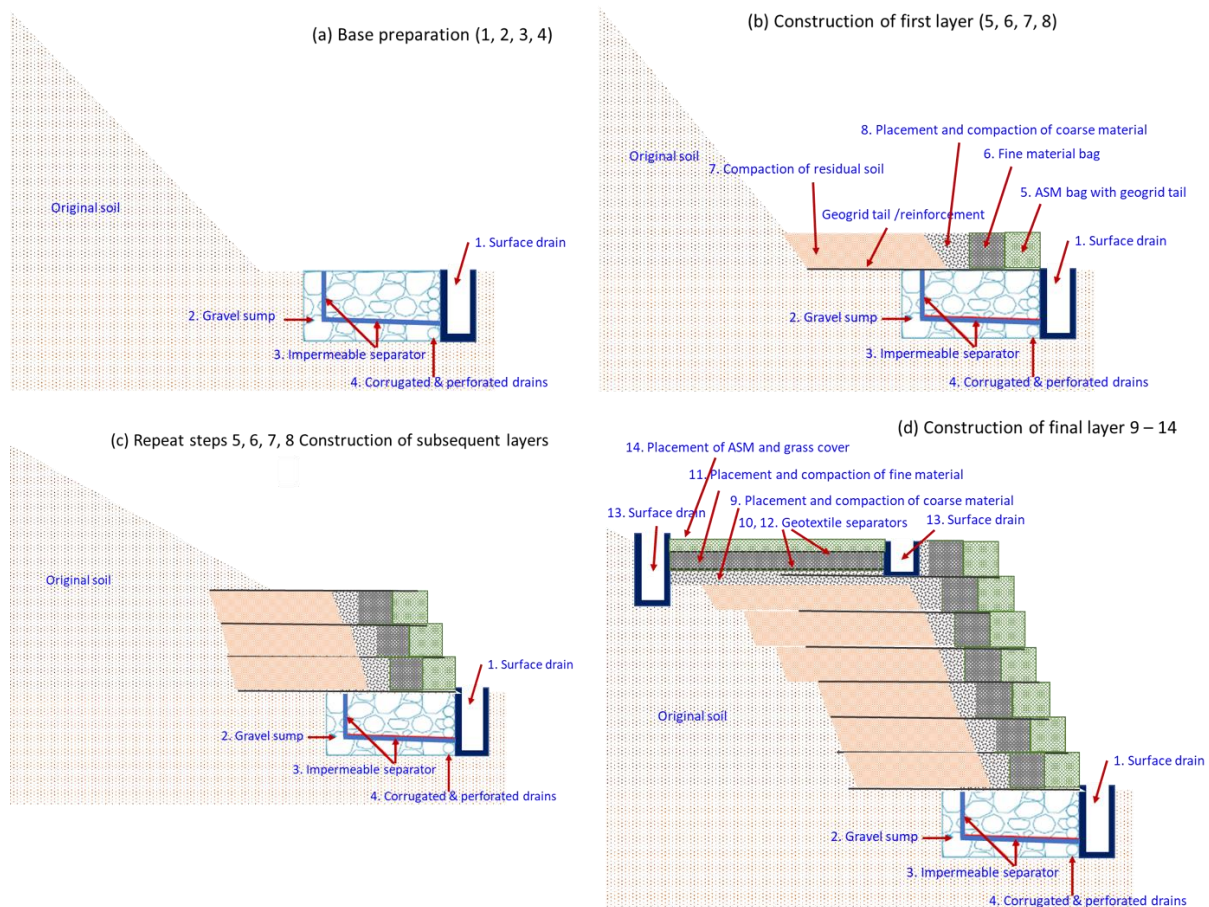 (a) Base preparation (1, 2, 3, 4)
Original soil
1. Surface drain
2. Gravel sump
3. Impermeable separator
4. Corrugated & perforated drains
(b) Construction of first layer (5, 6, 7, 8)
8. Placement and compaction of coarse material
Original soil
6. Fine material bag
7. Compaction of residual soil
5. ASM bag with geogrid tail
Geogrid tail /reinforcement
1. Surface drain
2. Gravel sump
3. Impermeable separator
4. Corrugated & perforated drains
(c) Repeat steps 5, 6, 7, 8 Construction of subsequent layers
Original soil
1. Surface drain
2. Gravel sump
3. Impermeable separator
4. Corrugated & perforated drains
(d) Construction of final layer 9 – 14
14. Placement of ASM and grass cover
11. Placement and compaction of fine material
9. Placement and compaction of coarse material
13. Surface drain
10, 12. Geotextile separators
13. Surface drain
Original soil
1. Surface drain
2. Gravel sump
3. Impermeable separator
4. Corrugated & perforated drains